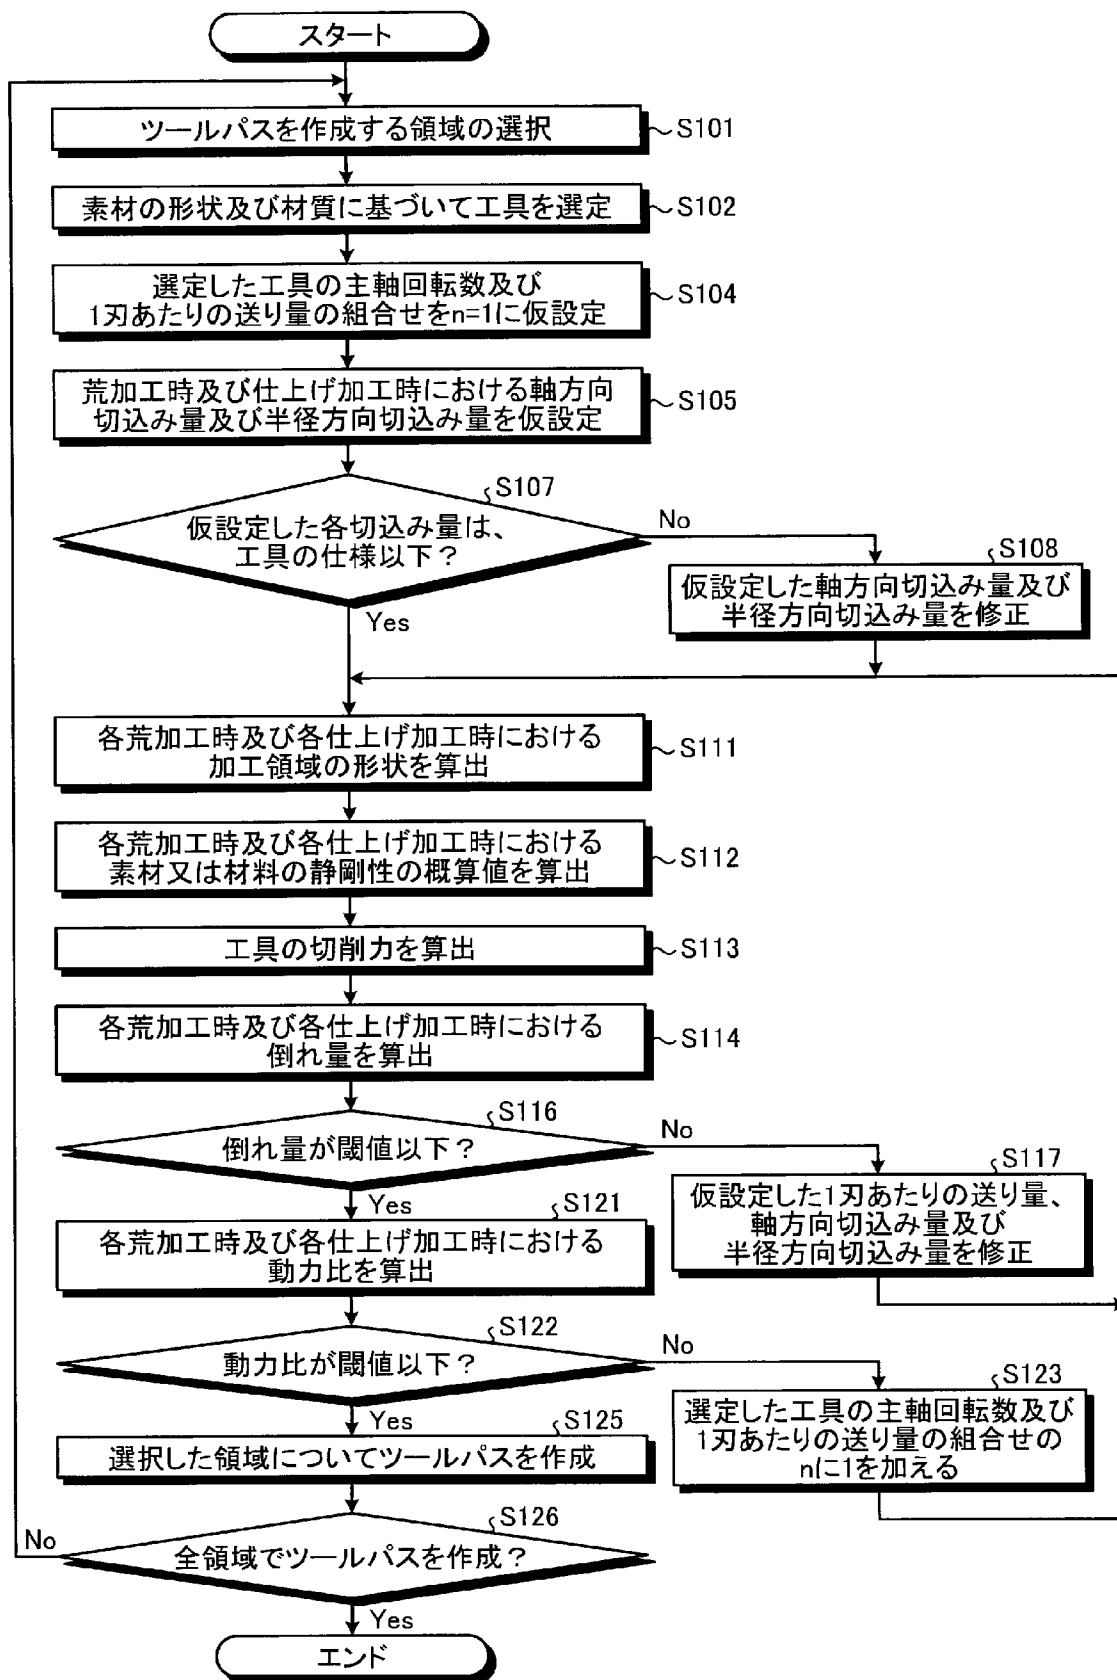 スタート
ツールパスを作成する領域の選択
S101
素材の形状及び材質に基づいて工具を選定
S102
選定した工具の主軸回転数及び
1刃あたりの送り量の組合せをn=1に仮設定
S104
荒加工時及び仕上げ加工時における軸方向
切込み量及び半径方向切込み量を仮設定
S105
S107
仮設定した各切込み量は、
工具の仕様以下？
No
Yes
S108
仮設定した軸方向切込み量及び
半径方向切込み量を修正
各荒加工時及び各仕上げ加工時における
加工領域の形状を算出
S111
各荒加工時及び各仕上げ加工時における
素材又は材料の静剛性の概算値を算出
S112
工具の切削力を算出
S113
各荒加工時及び各仕上げ加工時における
倒れ量を算出
S114
S116
倒れ量が閾値以下？
No
Yes
S117
仮設定した1刃あたりの送り量、
軸方向切込み量及び
半径方向切込み量を修正
S121
各荒加工時及び各仕上げ加工時における
動力比を算出
S122
動力比が閾値以下？
No
Yes
S123
選定した工具の主軸回転数及び
1刃あたりの送り量の組合せの
nに1を加える
S125
選択した領域についてツールパスを作成
S126
全領域でツールパスを作成？
No
Yes
エンド